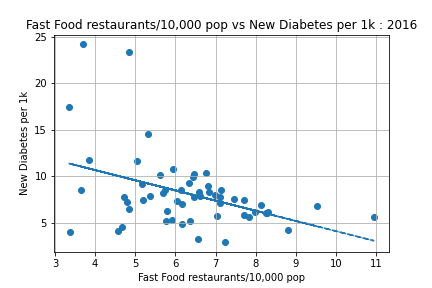 Fast Food restaurants/10,000 pop vs New Diabetes per 1k : 2016
New Diabetes per 1k
25
20
15
10
5
3 4 5 6 7 8 9 10 11
Fast Food restaurants/10,000 pop